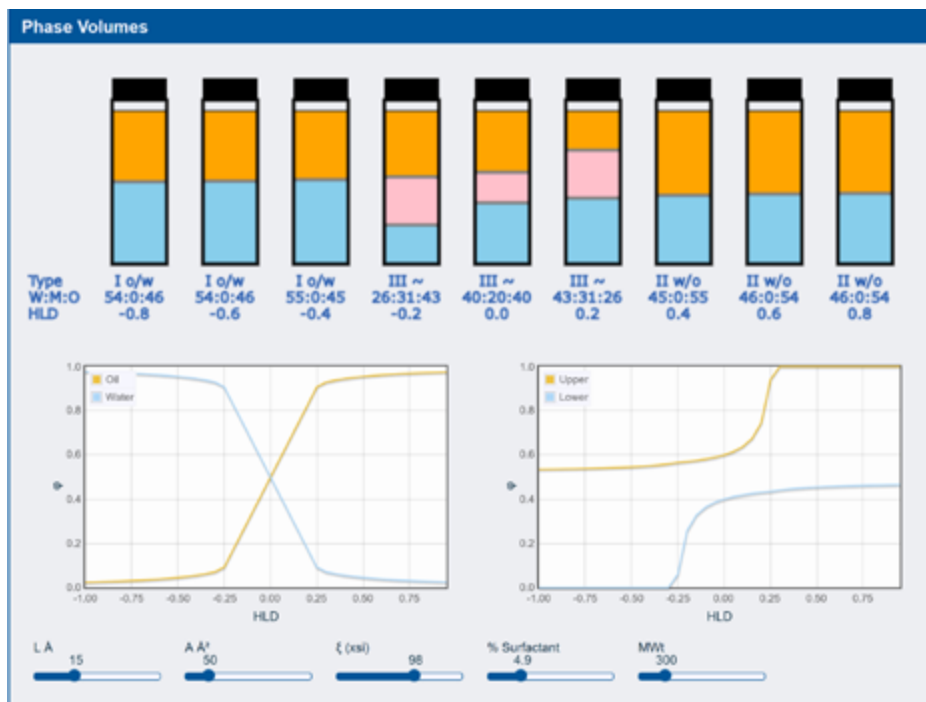 Phase Volumes
Type I o/w I o/w I o/w III ~ III ~ III ~ II w/o II w/o II w/o
W:M:O 54:0:46 54:0:46 55:0:45 26:31:43 40:20:40 43:31:26 45:0:55 46:0:54 46:0:54
HLD -0.8 -0.6 -0.4 -0.2 0.0 0.2 0.4 0.6 0.8
1.0 Oil 1.0 Upper
Water Lower
0.8 0.8
0.6 0.6
φ φ
0.4 0.4
0.2 0.2
0.0 0.0
-1.00 -0.75 -0.50 -0.25 0.00 0.25 0.50 0.75 -1.00 -0.75 -0.50 -0.25 0.00 0.25 0.50 0.75
HLD HLD
L Å A Å² ξ (xsi) % Surfactant MWt
15 50 98 4.9 300